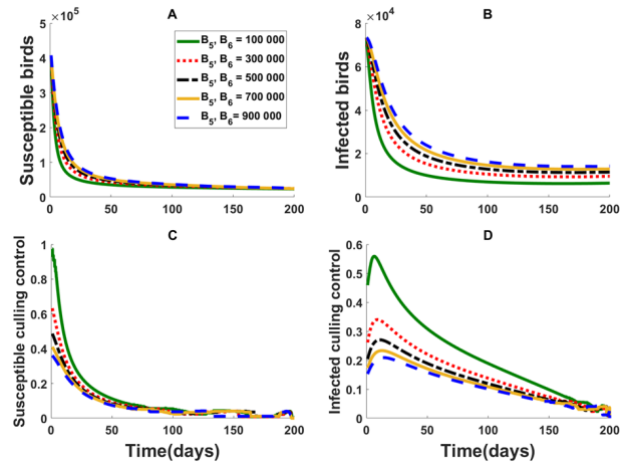 A
×10^5
Susceptible birds
5
4
3
2
1
0
0 50 100 150 200
B₅, B₆ = 100 000
B₅, B₆ = 300 000
B₅, B₆ = 500 000
B₅, B₆ = 700 000
B₅, B₆= 900 000
B
×10^4
Infected birds
8
6
4
2
0
0 50 100 150 200
C
Susceptible culling control
1
0.8
0.6
0.4
0.2
0
0 50 100 150 200
Time(days)
D
Infected culling control
0.6
0.5
0.4
0.3
0.2
0.1
0
0 50 100 150 200
Time(days)